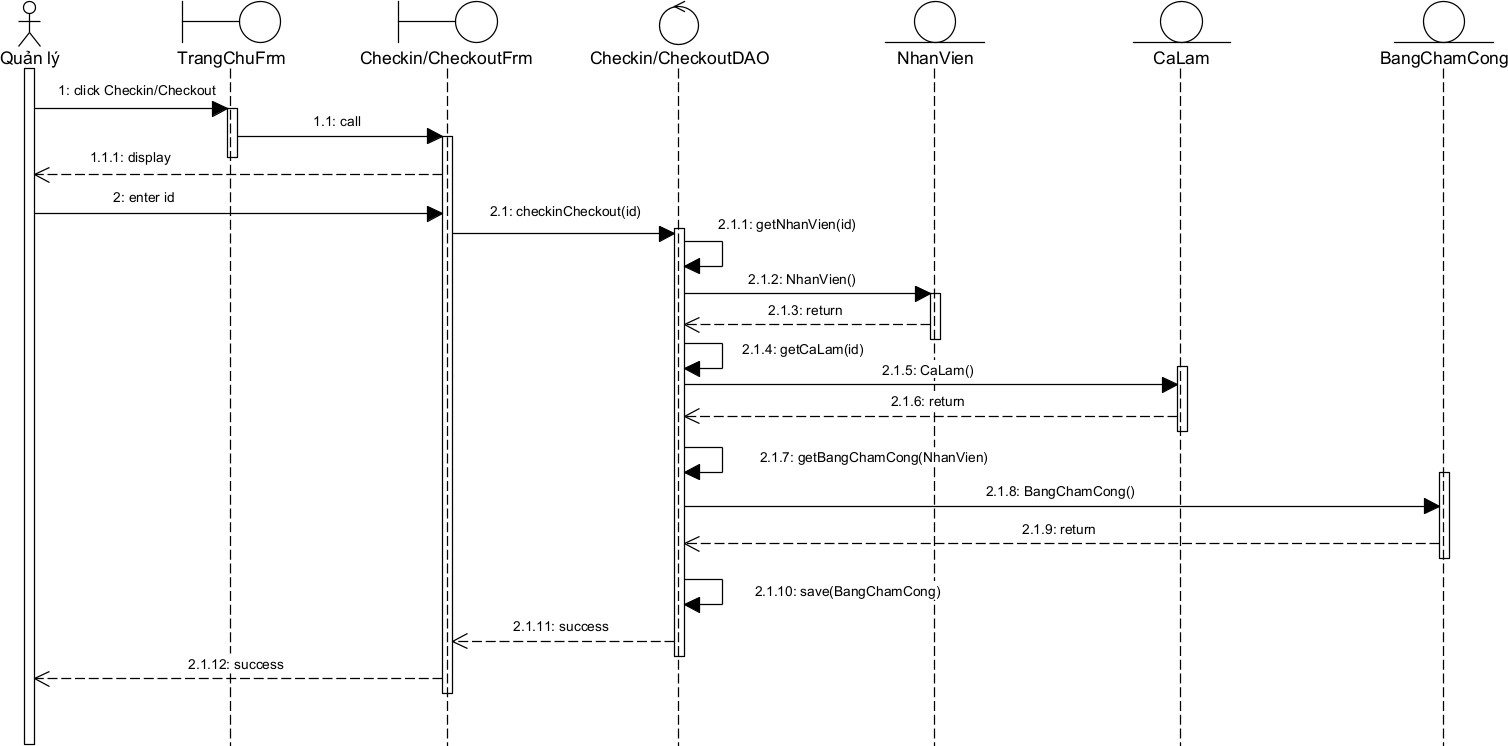 Quản lý
TrangChuFrm
Checkin/CheckoutFrm
Checkin/CheckoutDAO
NhanVien
CaLam
BangChamCong
1: click Checkin/Checkout
1.1: call
1.1.1: display
2: enter id
2.1: checkinCheckout(id)
2.1.1: getNhanVien(id)
2.1.2: NhanVien()
2.1.3: return
2.1.4: getCaLam(id)
2.1.5: CaLam()
2.1.6: return
2.1.7: getBangChamCong(NhanVien)
2.1.8: BangChamCong()
2.1.9: return
2.1.10: save(BangChamCong)
2.1.11: success
2.1.12: success